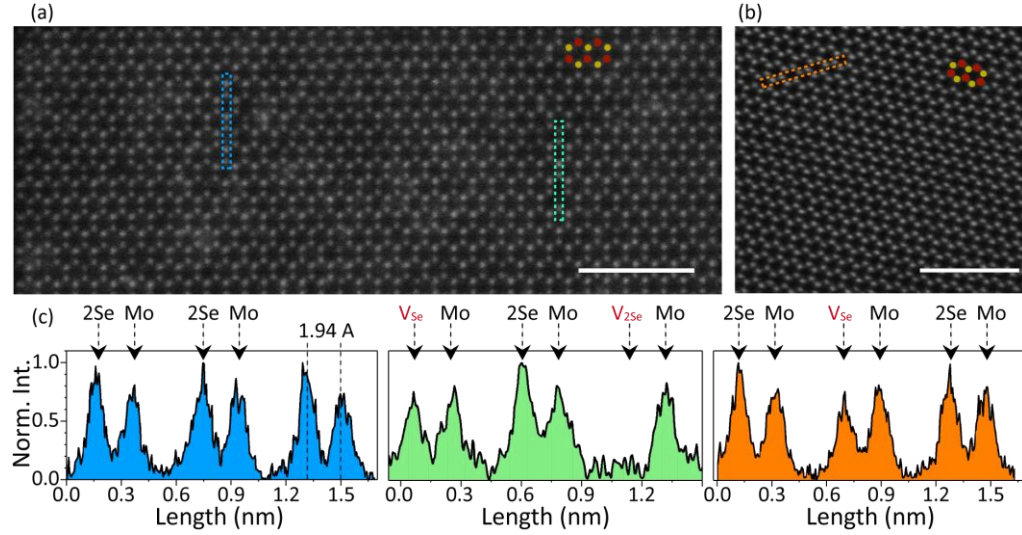 (a)
(b)
(c)
2Se Mo 2Se Mo 1.94 A
V_Se Mo 2Se Mo V_2Se Mo
2Se Mo V_Se Mo 2Se Mo
Norm. Int.
1.0
0.5
0.0
0.0 0.3 0.6 0.9 1.2 1.5
0.0 0.3 0.6 0.9 1.2
0.0 0.3 0.6 0.9 1.2 1.5
Length (nm)
Length (nm)
Length (nm)